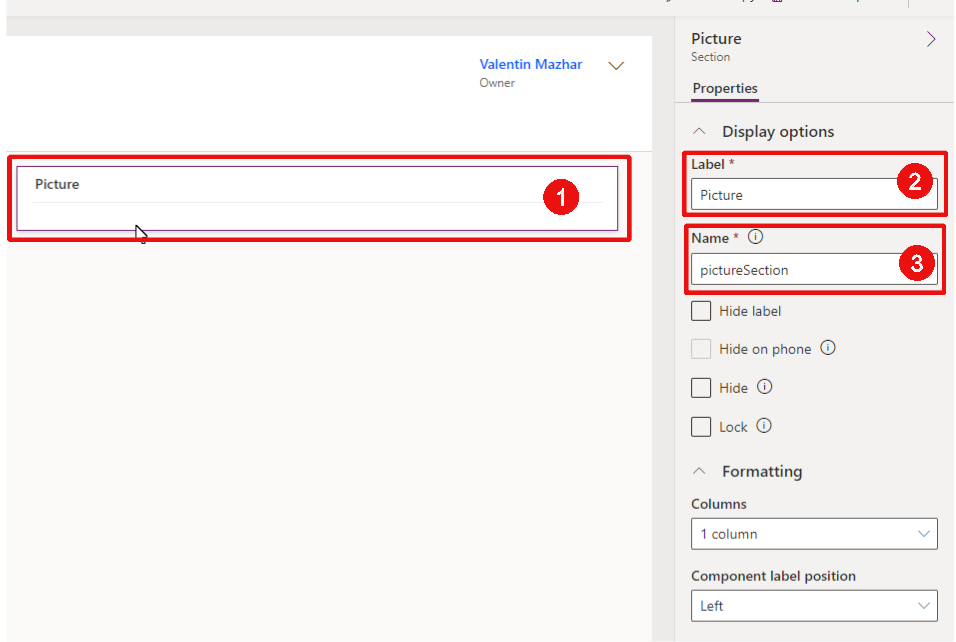 Valentin Mazhar
Owner
Picture
1
Picture
Section
Properties
Display options
Label *
Picture
2
Name *
pictureSection
3
Hide label
Hide on phone
Hide
Lock
Formatting
Columns
1 column
Component label position
Left